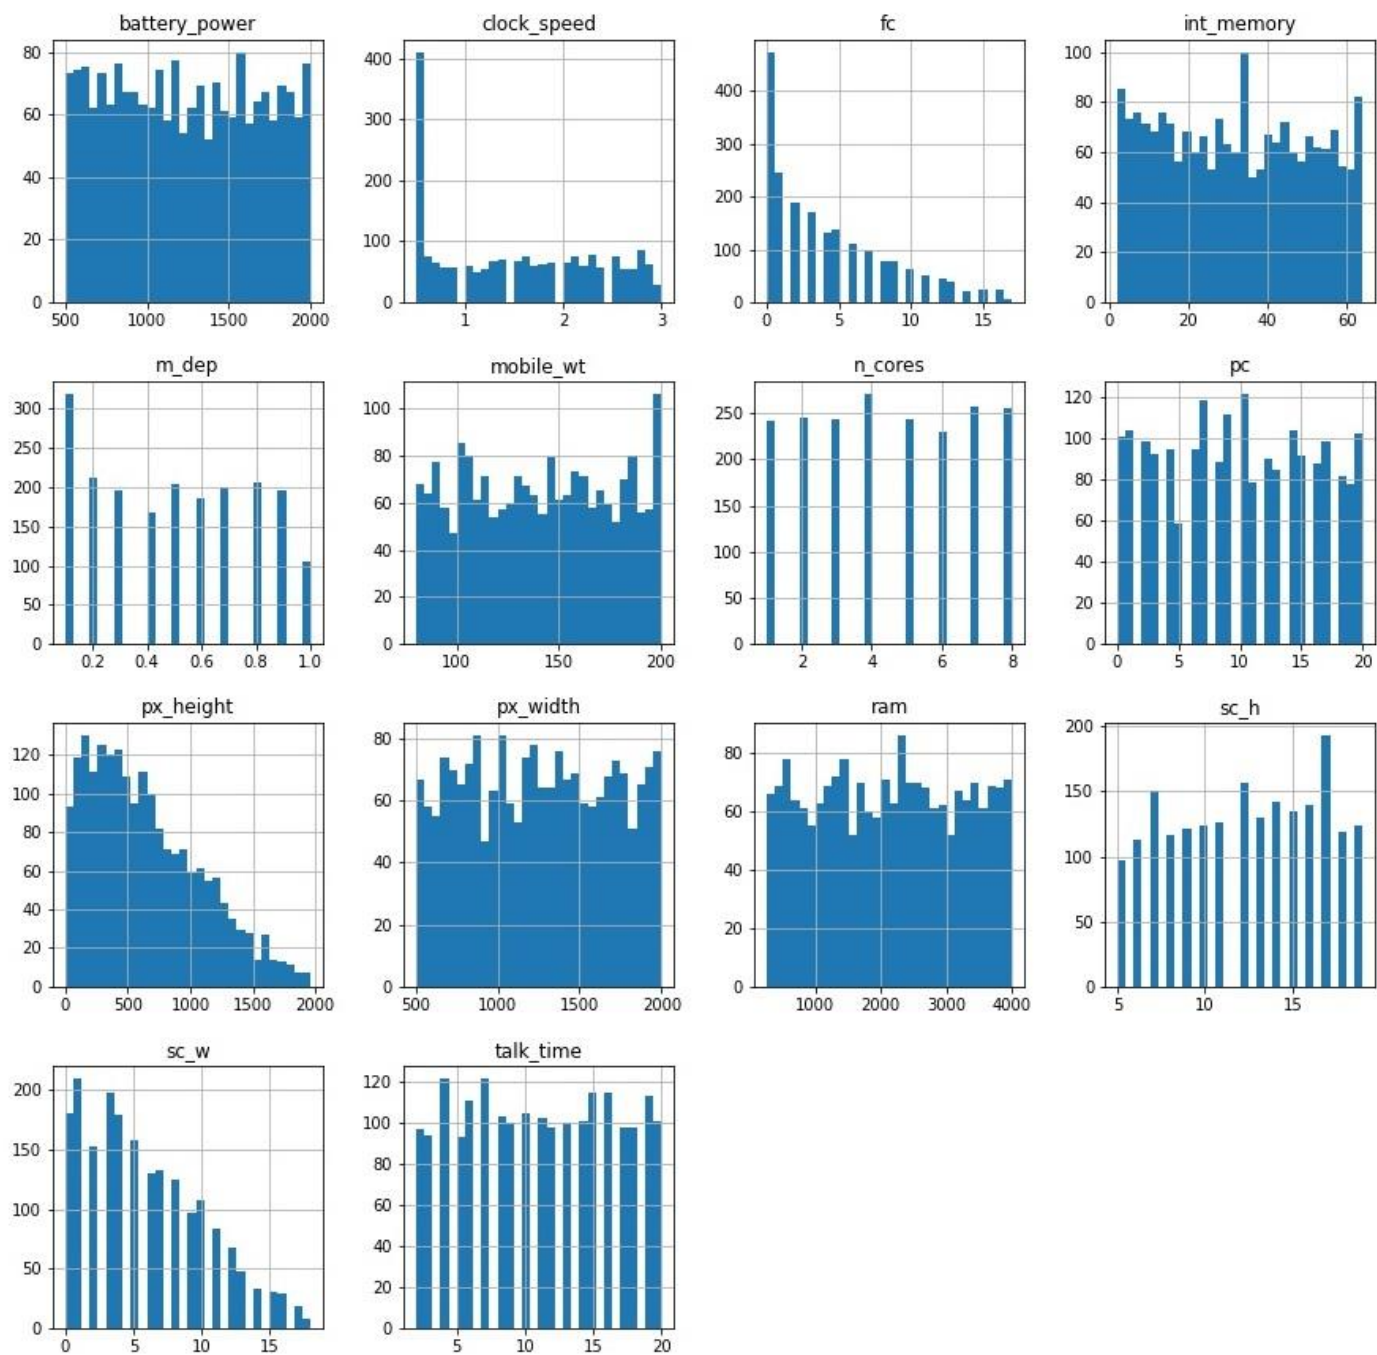 battery_power
80
60
40
20
0
500 1000 1500 2000
clock_speed
400
300
200
100
0
1 2 3
fc
400
300
200
100
0
0 5 10 15
int_memory
100
80
60
40
20
0
0 20 40 60
m_dep
300
250
200
150
100
50
0
0.2 0.4 0.6 0.8 1.0
mobile_wt
100
80
60
40
20
0
100 150 200
n_cores
250
200
150
100
50
0
2 4 6 8
pc
120
100
80
60
40
20
0
0 5 10 15 20
px_height
120
100
80
60
40
20
0
0 500 1000 1500 2000
px_width
80
60
40
20
0
500 1000 1500 2000
ram
80
60
40
20
0
1000 2000 3000 4000
sc_h
200
150
100
50
0
5 10 15
sc_w
200
150
100
50
0
0 5 10 15
talk_time
120
100
80
60
40
20
0
5 10 15 20